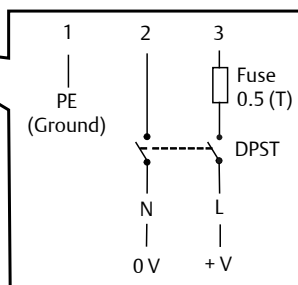 1 2 3
Fuse
0.5 (T)
PE
(Ground)
DPST
N L
0 V + V